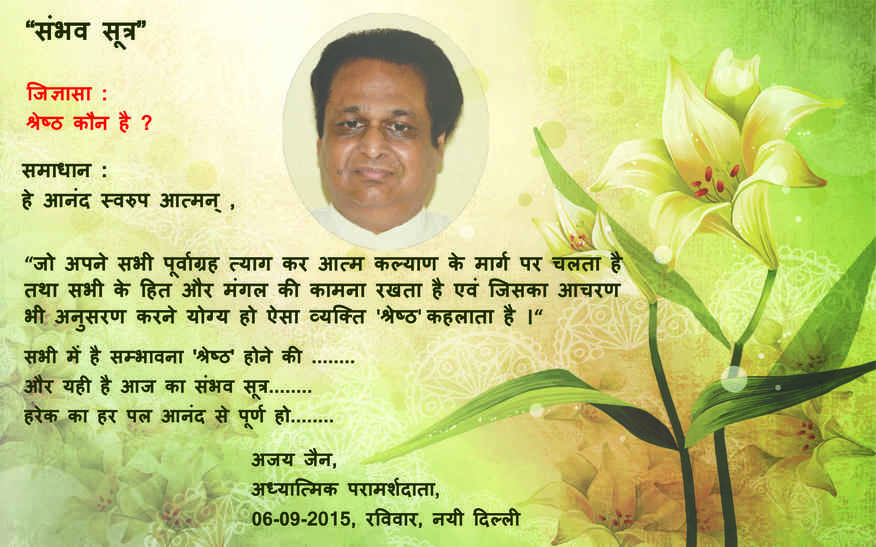 “संभव सूत्र”
जिज्ञासा :
श्रेष्ठ कौन है ?
समाधान :
हे आनंद स्वरुप आत्मन् ,
“जो अपने सभी पूर्वाग्रह त्याग कर आत्म कल्याण के मार्ग पर चलता है
तथा सभी के हित और मंगल की कामना रखता है एवं जिसका आचरण
भी अनुसरण करने योग्य हो ऐसा व्यक्ति 'श्रेष्ठ' कहलाता है ।“
सभी में है सम्भावना 'श्रेष्ठ' होने की ........
और यही है आज का संभव सूत्र........
हरेक का हर पल आनंद से पूर्ण हो........
अजय जैन,
अध्यात्मिक परामर्शदाता,
06-09-2015, रविवार, नयी दिल्ली